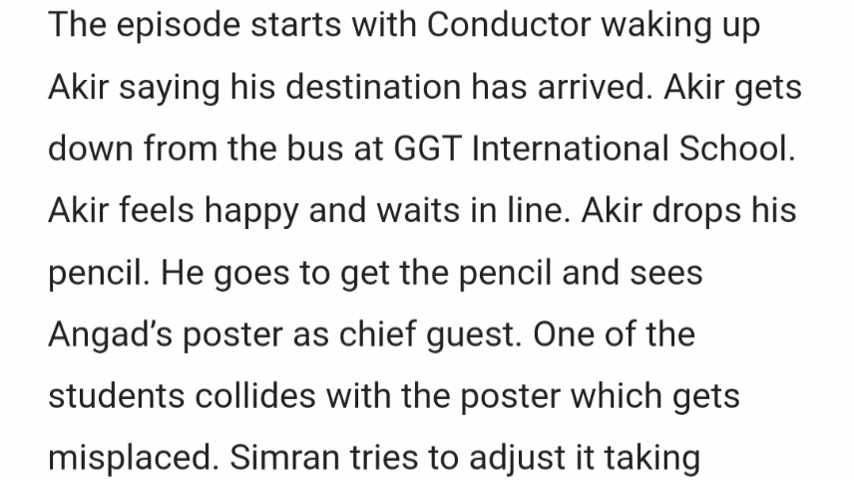 The episode starts with Conductor waking up
Akir saying his destination has arrived. Akir gets
down from the bus at GGT International School.
Akir feels happy and waits in line. Akir drops his
pencil. He goes to get the pencil and sees
Angad’s poster as chief guest. One of the
students collides with the poster which gets
misplaced. Simran tries to adjust it taking